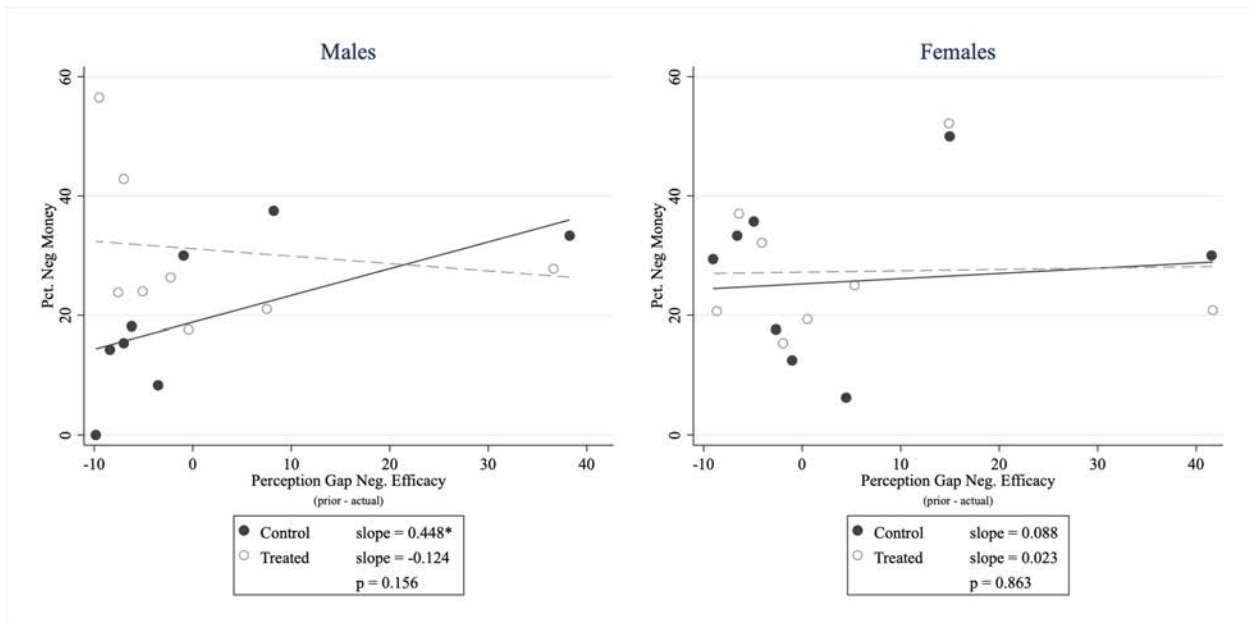 Males
60
40
20
0
Pct. Neg Money
-10
0
10
20
30
40
Perception Gap Neg. Efficacy
(prior - actual)
Control slope = 0.448*
Treated slope = -0.124
p = 0.156
Females
60
40
20
0
Pct. Neg Money
-10
0
10
20
30
40
Perception Gap Neg. Efficacy
(prior - actual)
Control slope = 0.088
Treated slope = 0.023
p = 0.863